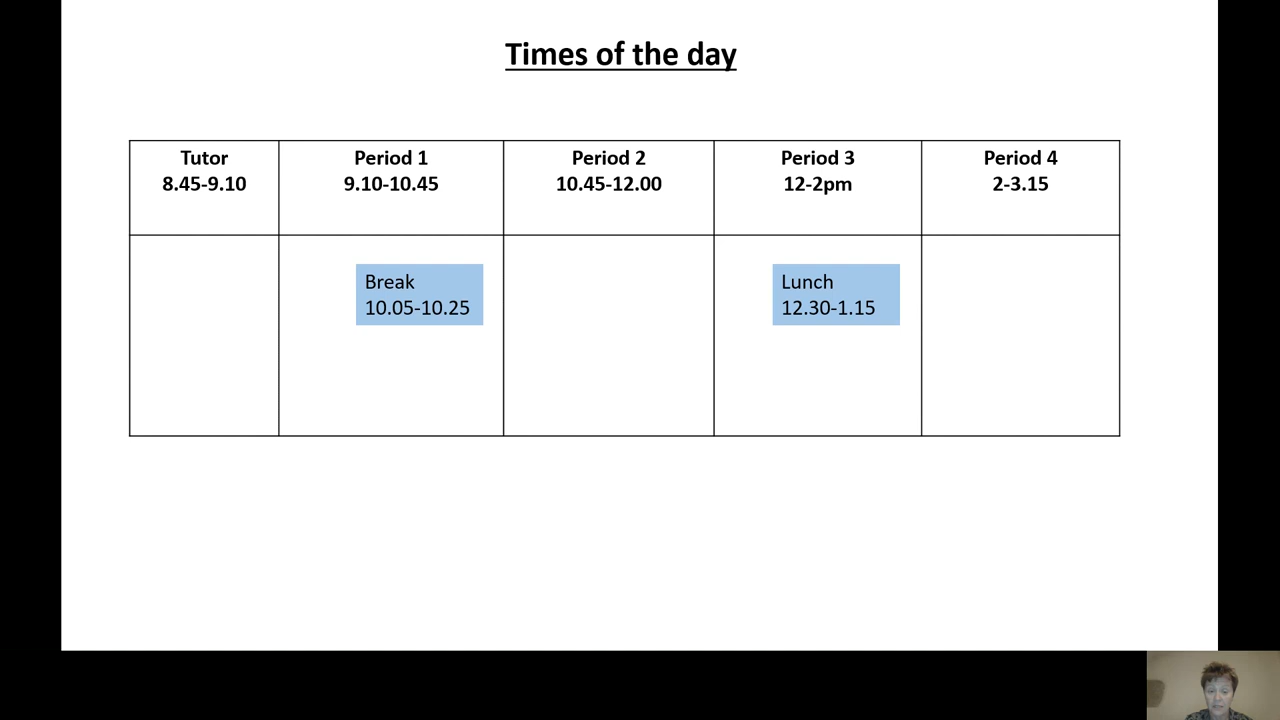 Times of the day
Tutor
8.45-9.10
Period 1
9.10-10.45
Period 2
10.45-12.00
Period 3
12-2pm
Period 4
2-3.15
Break
10.05-10.25
Lunch
12.30-1.15